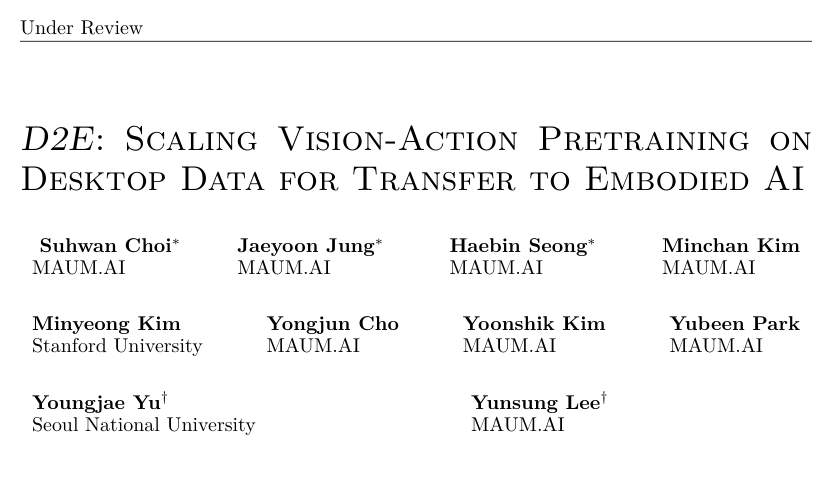 Under Review
D2E: Scaling Vision-Action Pretraining on
Desktop Data for Transfer to Embodied AI
Suhwan Choi* Jaeyoon Jung* Haebin Seong* Minchan Kim
MAUM.AI MAUM.AI MAUM.AI MAUM.AI
Minyeong Kim Yongjun Cho Yoonshik Kim Yubeen Park
Stanford University MAUM.AI MAUM.AI MAUM.AI
Youngjae Yu† Yunsung Lee†
Seoul National University MAUM.AI